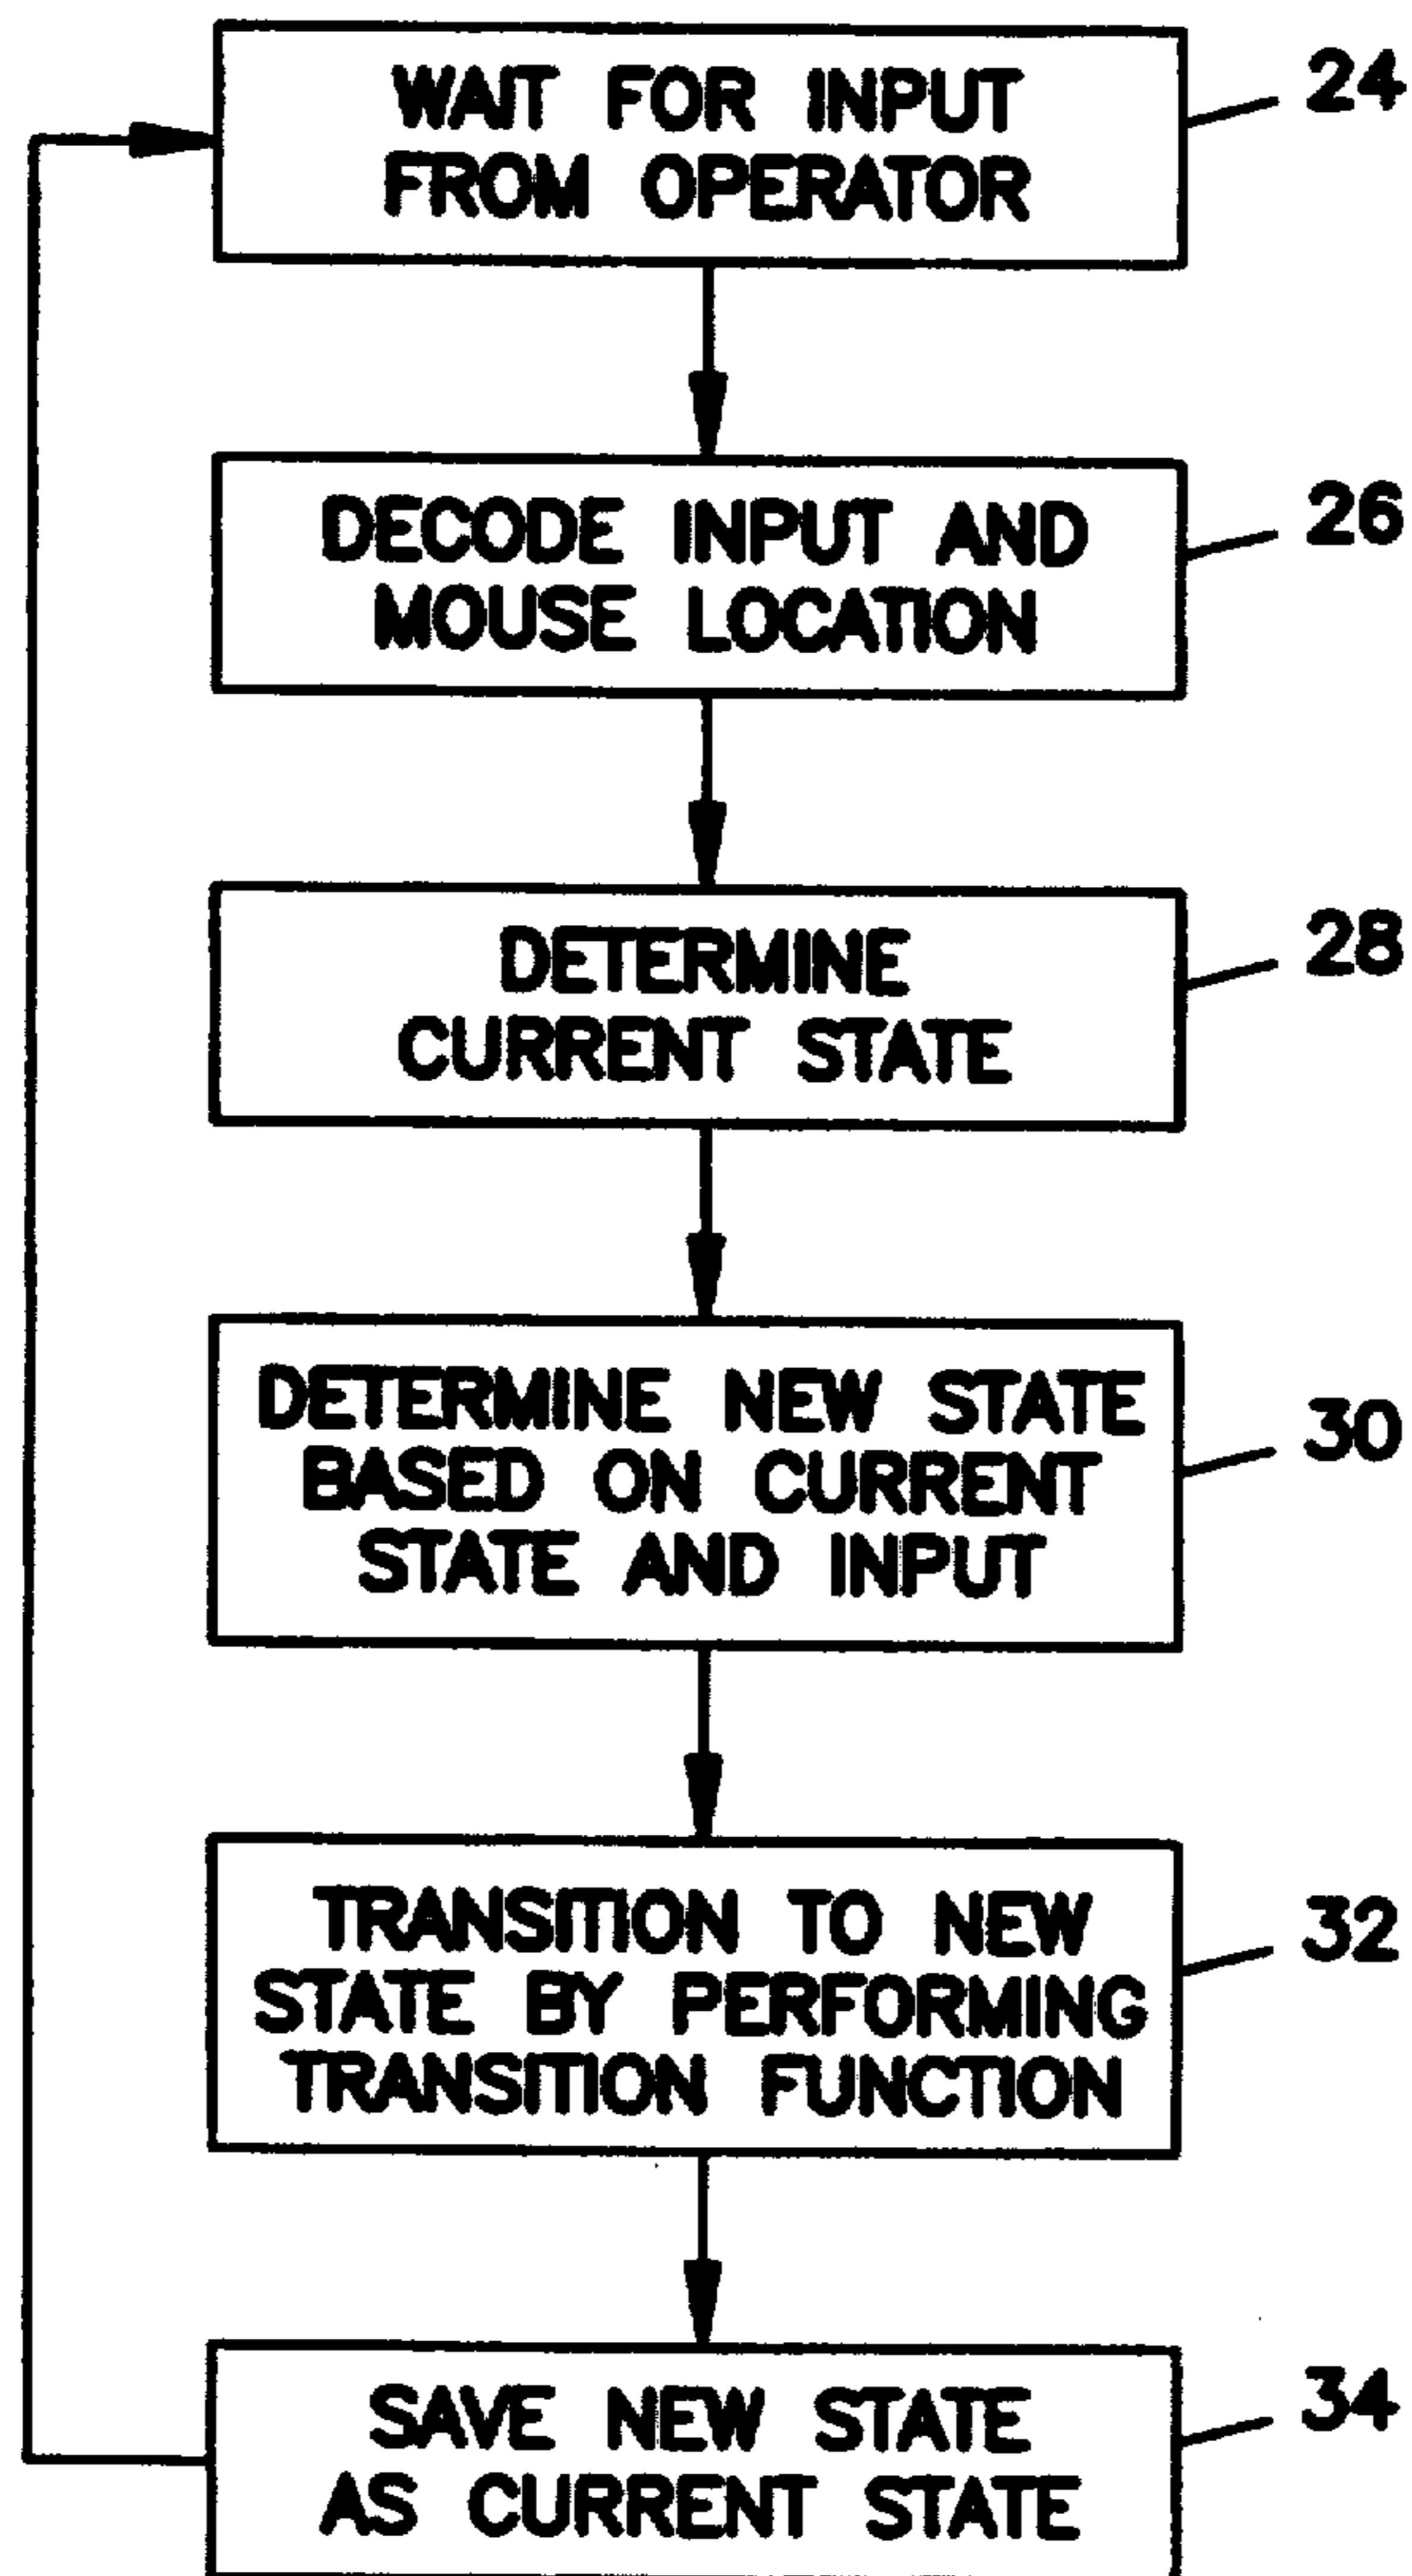 WAIT FOR INPUT
FROM OPERATOR
24
DECODE INPUT AND
MOUSE LOCATION
26
DETERMINE
CURRENT STATE
28
DETERMINE NEW STATE
BASED ON CURRENT
STATE AND INPUT
30
TRANSITION TO NEW
STATE BY PERFORMING
TRANSITION FUNCTION
32
SAVE NEW STATE
AS CURRENT STATE
34